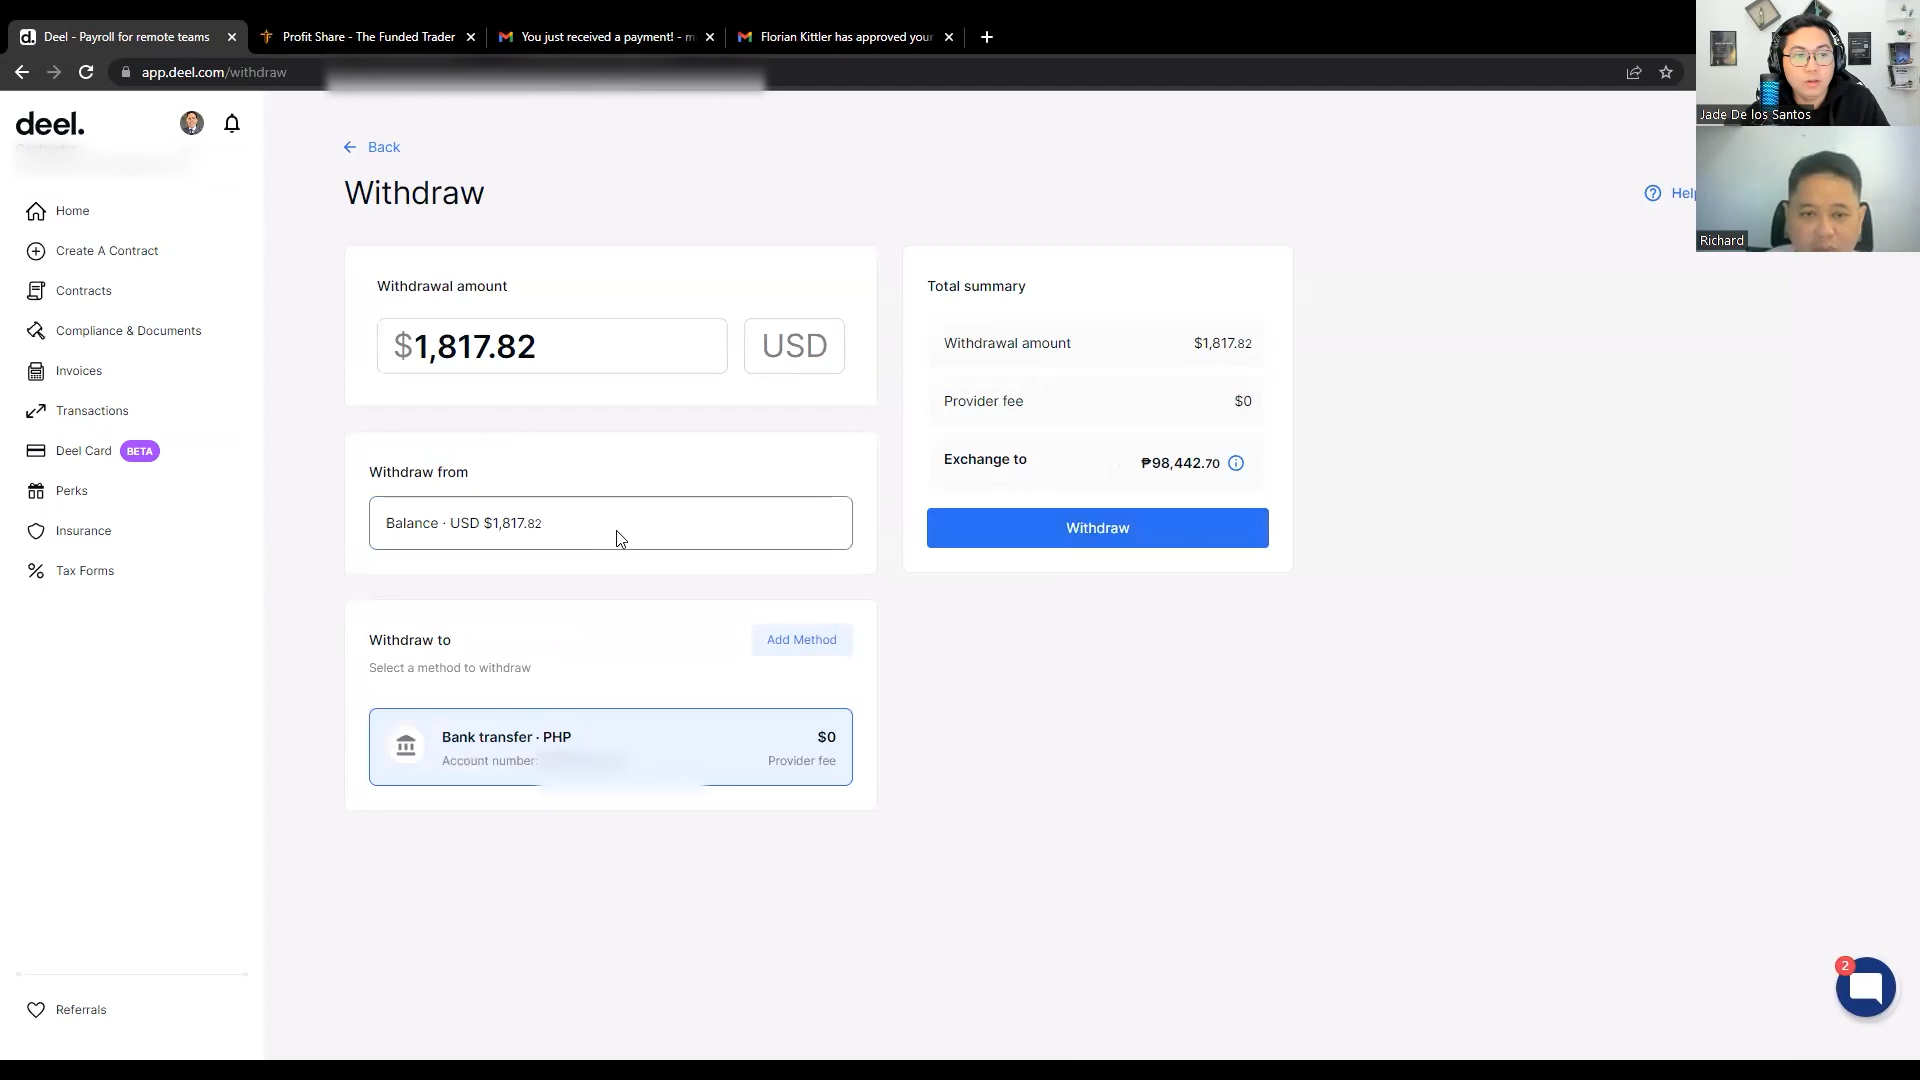 Deel - Payroll for remote teams
Profit Share - The Funded Trader
You just received a payment! - m
Florian Kittler has approved your
app.deel.com/withdraw
Jade De los Santos
Richard
deel.
Home
Create A Contract
Contracts
Compliance & Documents
Invoices
Transactions
Deel Card BETA
Perks
Insurance
Tax Forms
Referrals
Back
Withdraw
Help
Withdrawal amount
$1,817.82 USD
Withdraw from
Balance · USD $1,817.82
Withdraw to
Add Method
Select a method to withdraw
Bank transfer · PHP $0
Account number: Provider fee
Total summary
Withdrawal amount $1,817.82
Provider fee $0
Exchange to ₱98,442.70
Withdraw
2